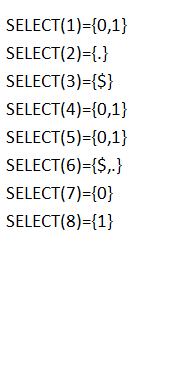 SELECT(1)={0,1}
SELECT(2)={.}
SELECT(3)={$}
SELECT(4)={0,1}
SELECT(5)={0,1}
SELECT(6)={$,.}
SELECT(7)={0}
SELECT(8)={1}